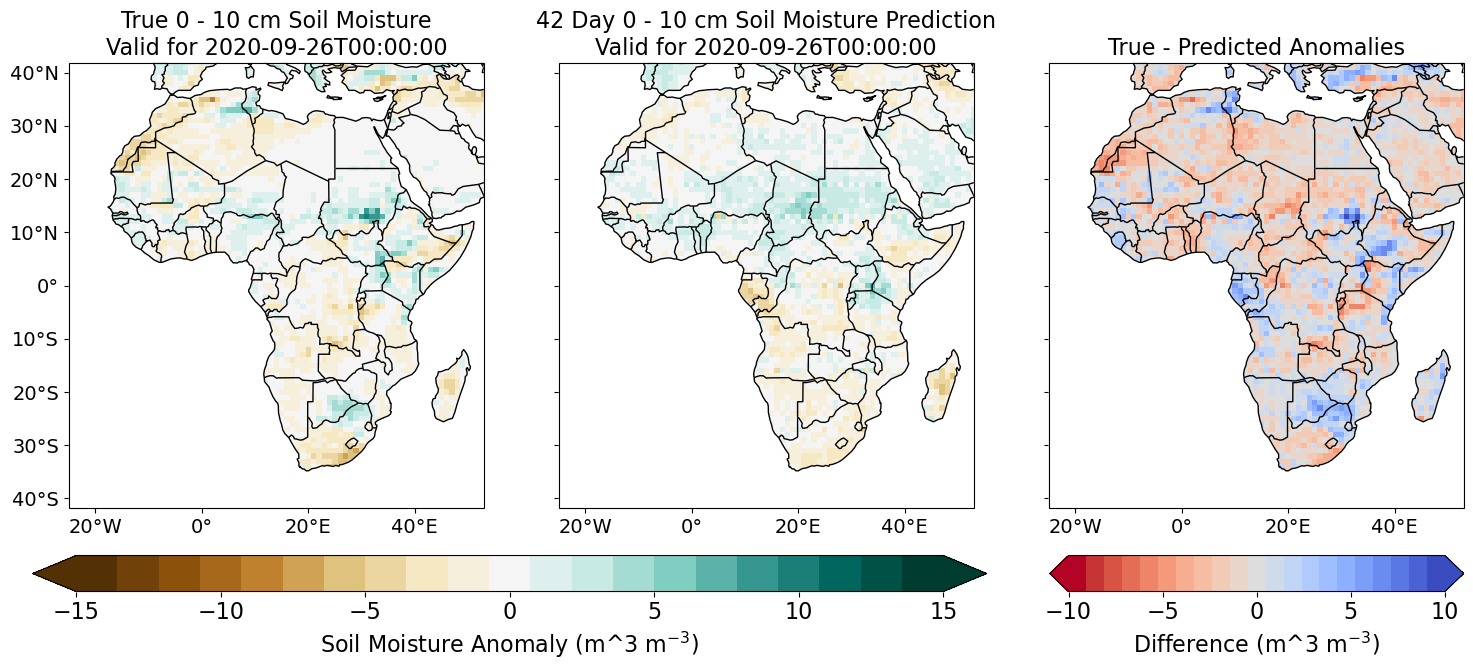 True 0 - 10 cm Soil Moisture
Valid for 2020-09-26T00:00:00
42 Day 0 - 10 cm Soil Moisture Prediction
Valid for 2020-09-26T00:00:00
True - Predicted Anomalies
40°N
30°N
20°N
10°N
0°
10°S
20°S
30°S
40°S
20°W 0° 20°E 40°E
20°W 0° 20°E 40°E
20°W 0° 20°E 40°E
−15 −10 −5 0 5 10 15
Soil Moisture Anomaly (m^3 m⁻³)
−10 −5 0 5 10
Difference (m^3 m⁻³)